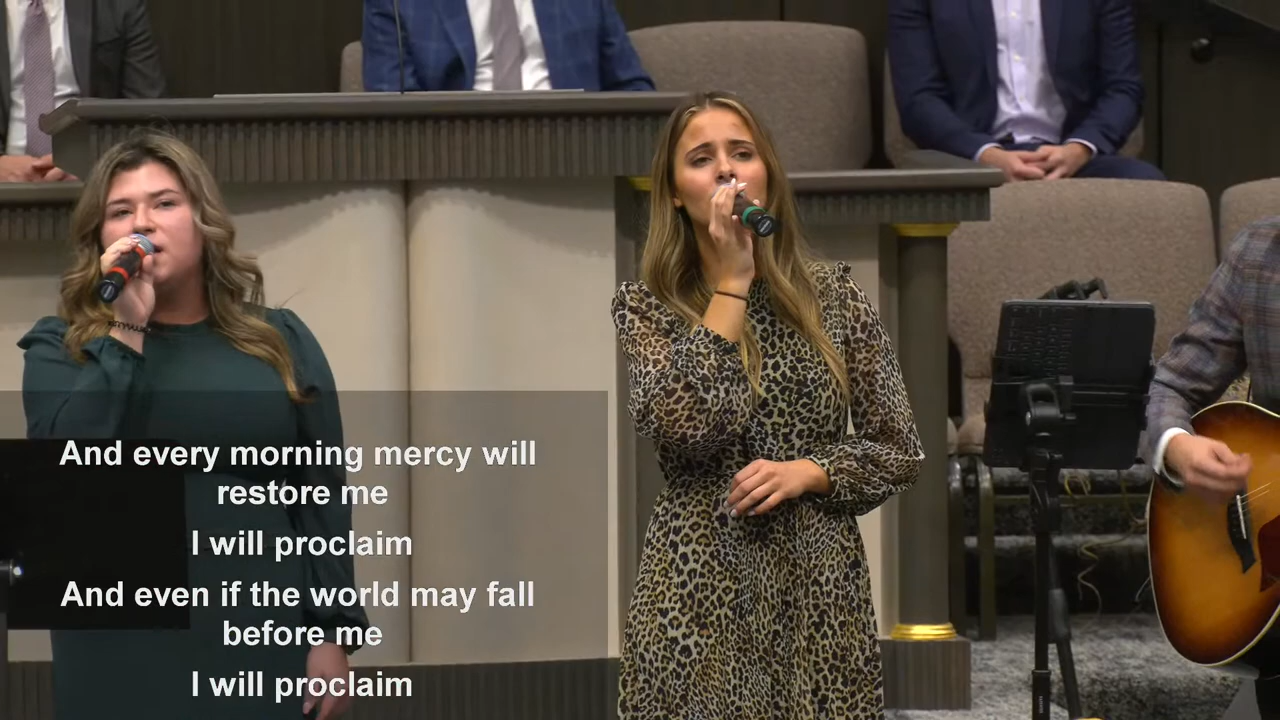 And every morning mercy will
restore me
I will proclaim
And even if the world may fall
before me
I will proclaim